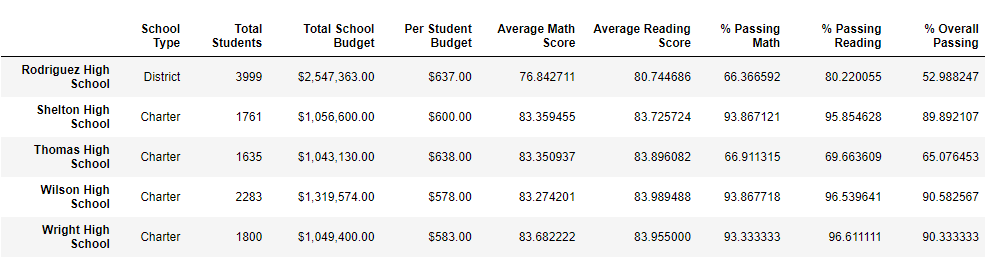 School Type Total Students Total School Budget Per Student Budget Average Math Score Average Reading Score % Passing Math % Passing Reading % Overall Passing
Rodriguez High School District 3999 $2,547,363.00 $637.00 76.842711 80.744686 66.366592 80.220055 52.988247
Shelton High School Charter 1761 $1,056,600.00 $600.00 83.359455 83.725724 93.867121 95.854628 89.892107
Thomas High School Charter 1635 $1,043,130.00 $638.00 83.350937 83.896082 66.911315 69.663609 65.076453
Wilson High School Charter 2283 $1,319,574.00 $578.00 83.274201 83.989488 93.867718 96.539641 90.582567
Wright High School Charter 1800 $1,049,400.00 $583.00 83.682222 83.955000 93.333333 96.611111 90.333333